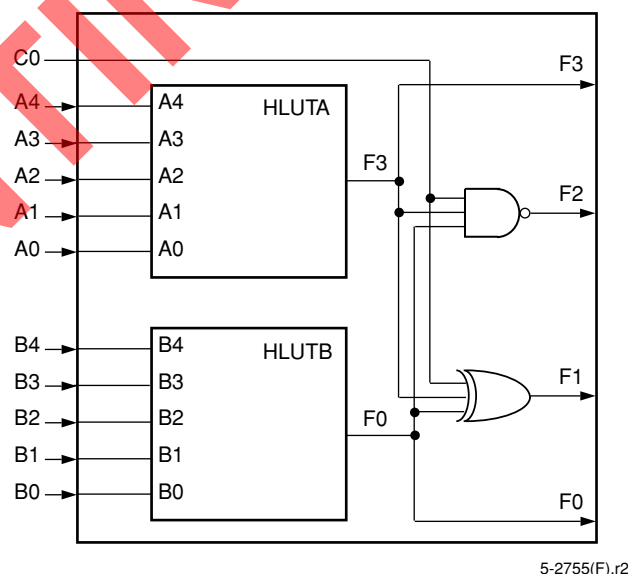 C0
F3
A4
A4
HLUTA
A3
A3
F3
A2
A2
F2
A1
A1
A0
A0
B4
B4
HLUTB
B3
B3
F1
B2
B2
F0
B1
B1
B0
B0
F0
5-2755(F).r2